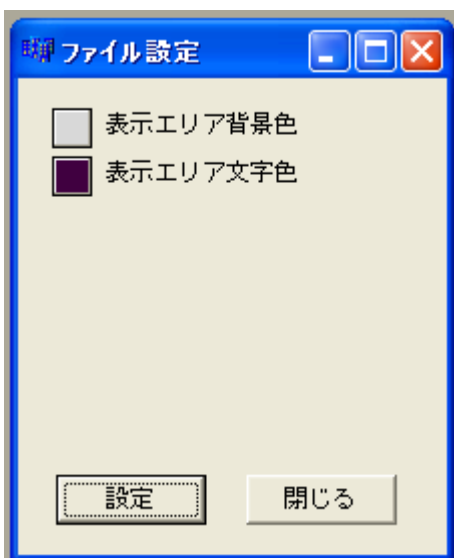 ファイル設定
表示エリア背景色
表示エリア文字色
設定
閉じる